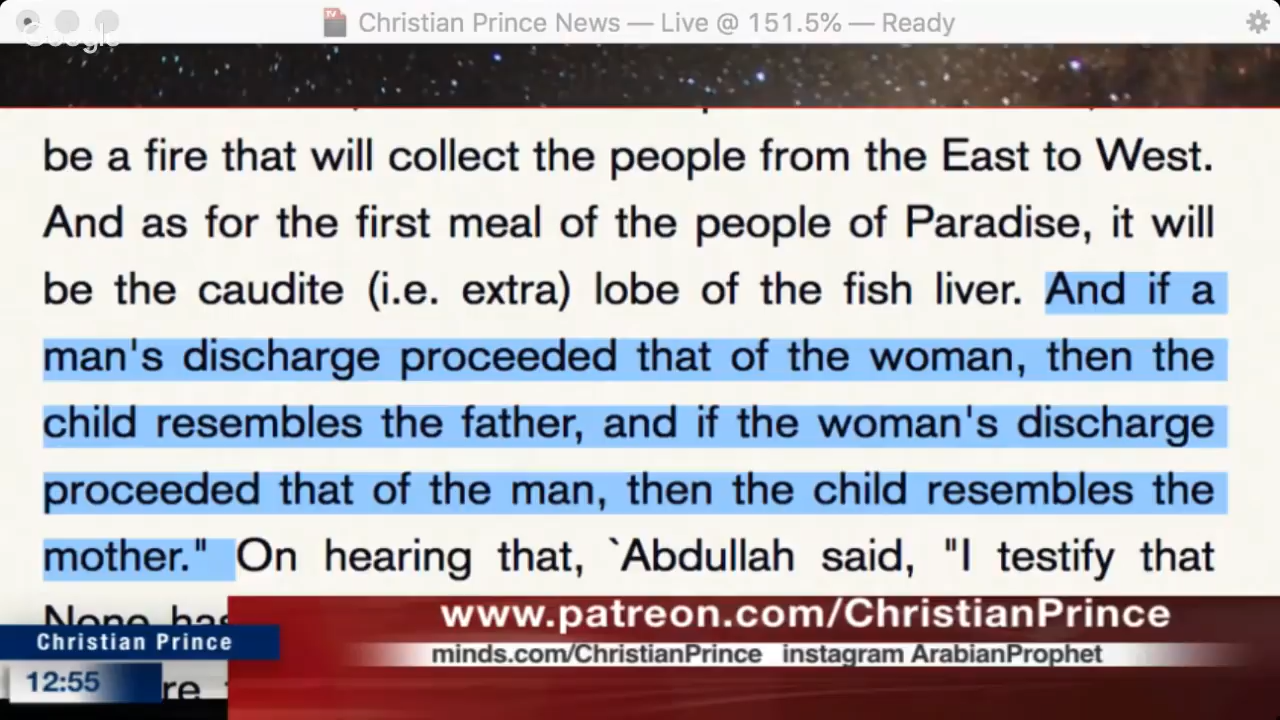 Christian Prince News — Live @ 151.5% — Ready
Google
be a fire that will collect the people from the East to West.
And as for the first meal of the people of Paradise, it will
be the caudite (i.e. extra) lobe of the fish liver. And if a
man's discharge proceeded that of the woman, then the
child resembles the father, and if the woman's discharge
proceeded that of the man, then the child resembles the
mother." On hearing that, `Abdullah said, "I testify that
None has
www.patreon.com/ChristianPrince
Christian Prince
minds.com/ChristianPrince instagram ArabianProphet
12:55